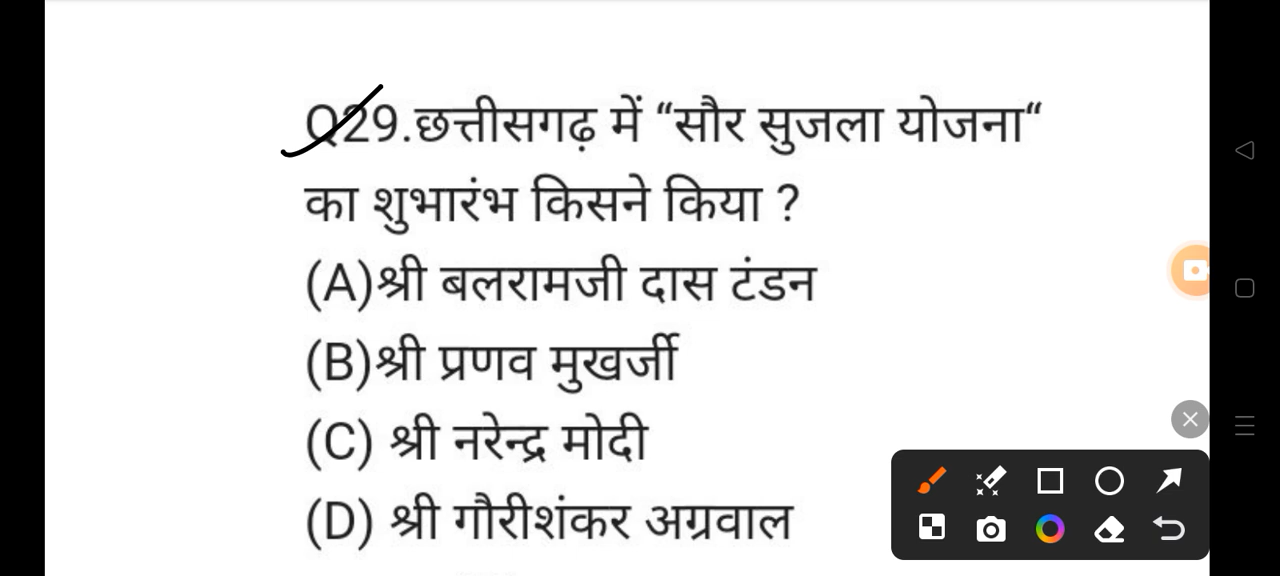 Q29.छत्तीसगढ़ में “सौर सुजला योजना“
का शुभारंभ किसने किया ?
(A)श्री बलरामजी दास टंडन
(B)श्री प्रणव मुखर्जी
(C) श्री नरेन्द्र मोदी
(D) श्री गौरीशंकर अग्रवाल